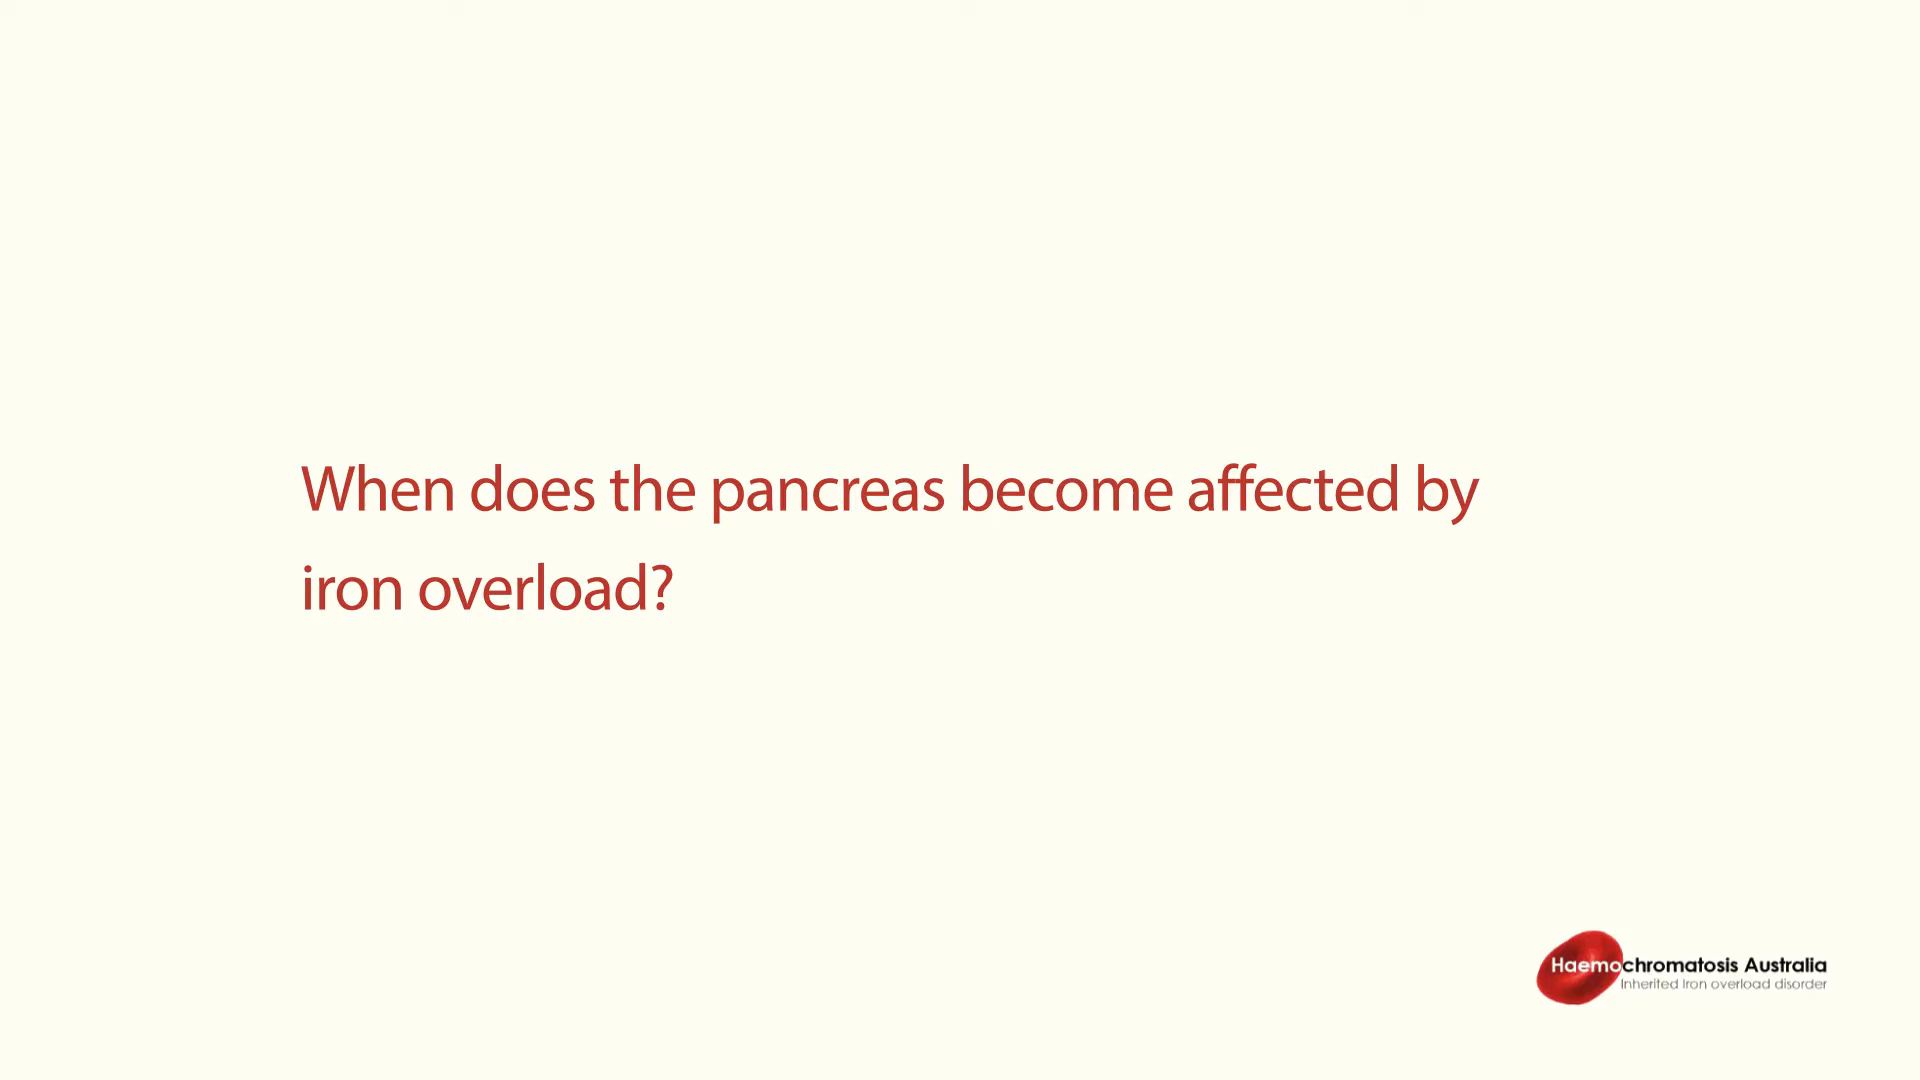 When does the pancreas become affected by
iron overload?
Haemochromatosis Australia
Inherited Iron overload disorder